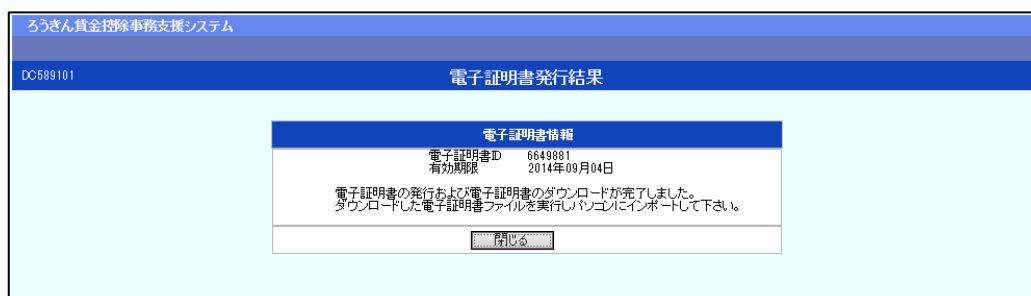 ろうきん賃金控除事務支援システム
DC589101
電子証明書発行結果
電子証明書情報
電子証明書ID 6649881
有効期限 2014年09月04日
電子証明書の発行および電子証明書のダウンロードが完了しました。
ダウンロードした電子証明書ファイルを実行しパソコンにインポートして下さい。
閉じる